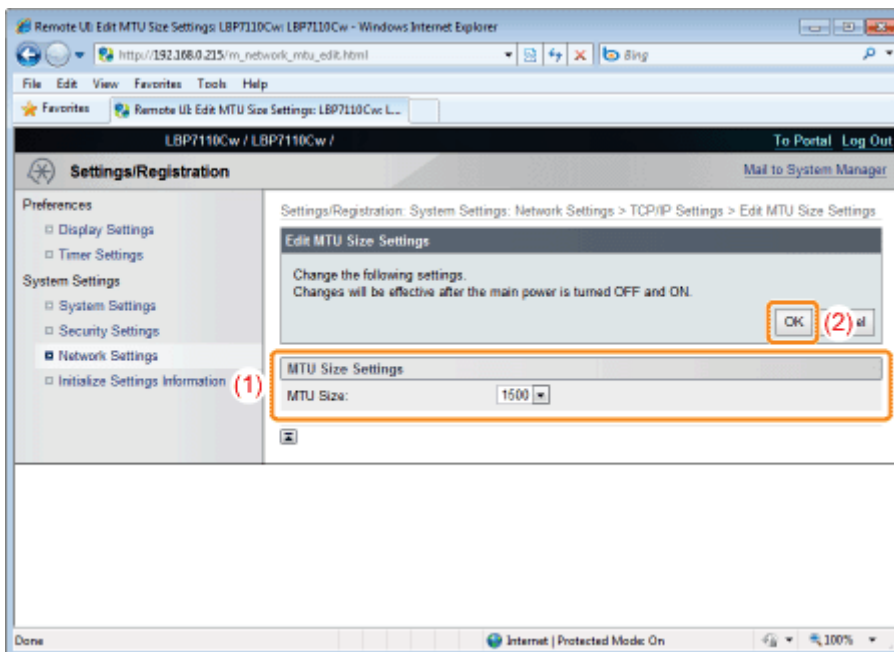 Remote UI: Edit MTU Size Settings: LBP7110Cw: LBP7110Cw - Windows Internet Explorer
http://192.168.0.215/m_network_mtu_edit.html
Bing
File Edit View Favorites Tools Help
Favorites Remote UI: Edit MTU Size Settings: LBP7110Cw: L...
LBP7110Cw / LBP7110Cw /
To Portal Log Out
Settings/Registration
Mail to System Manager
Preferences
Display Settings
Timer Settings
System Settings
System Settings
Security Settings
Network Settings
Initialize Settings Information
(1)
Settings/Registration: System Settings: Network Settings > TCP/IP Settings > Edit MTU Size Settings
Edit MTU Size Settings
Change the following settings.
Changes will be effective after the main power is turned OFF and ON.
OK (2) el
MTU Size Settings
MTU Size: 1500
Done
Internet | Protected Mode: On
100%